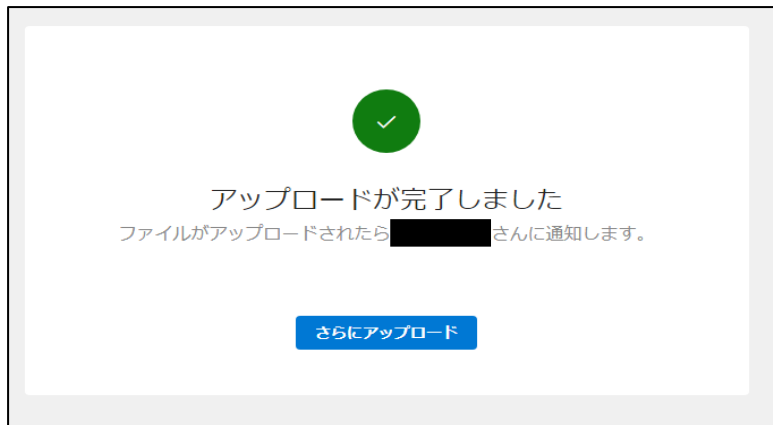 アップロードが完了しました
ファイルがアップロードされたら さんに通知します。
さらにアップロード